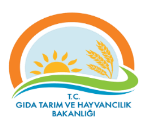 T.C.
GIDA TARIM VE HAYVANCILIK
BAKANLIĞI